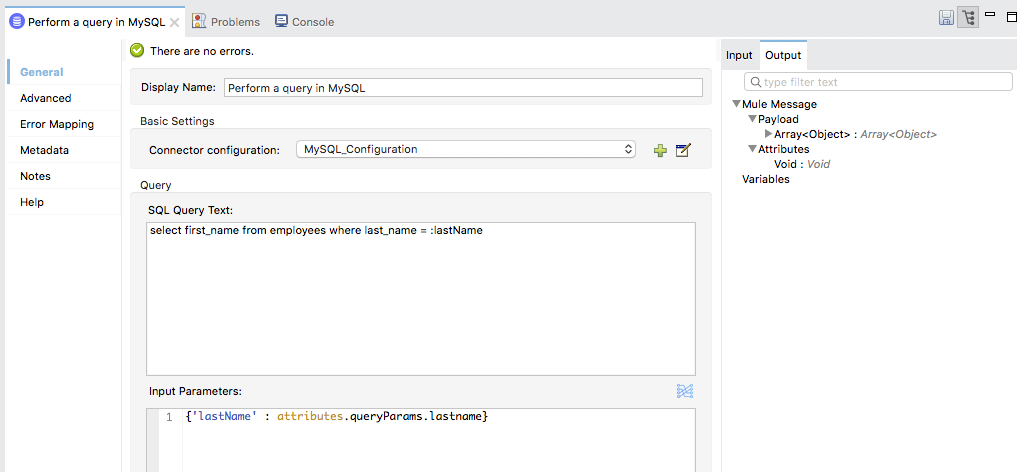 Perform a query in MySQL
Problems
Console
There are no errors.
General
Advanced
Error Mapping
Metadata
Notes
Help
Display Name:
Perform a query in MySQL
Basic Settings
Connector configuration:
MySQL_Configuration
Query
SQL Query Text:
select first_name from employees where last_name = :lastName
Input Parameters:
1 {'lastName' : attributes.queryParams.lastname}
Input
Output
type filter text
Mule Message
Payload
Array<Object> : Array<Object>
Attributes
Void : Void
Variables